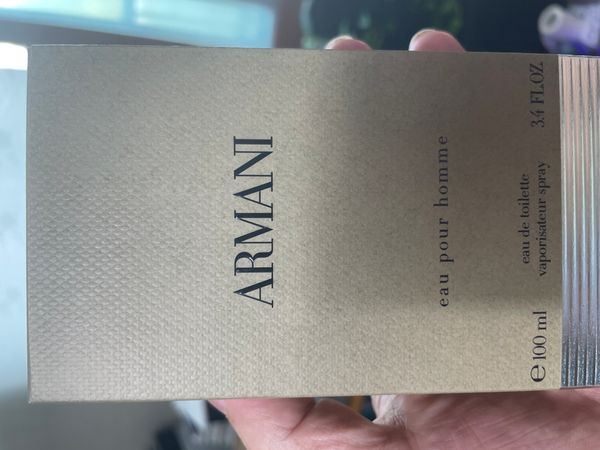 ARMANI
eau pour homme
eau de toilette
℮ 100 ml vaporisateur spray 3.4 FL.OZ